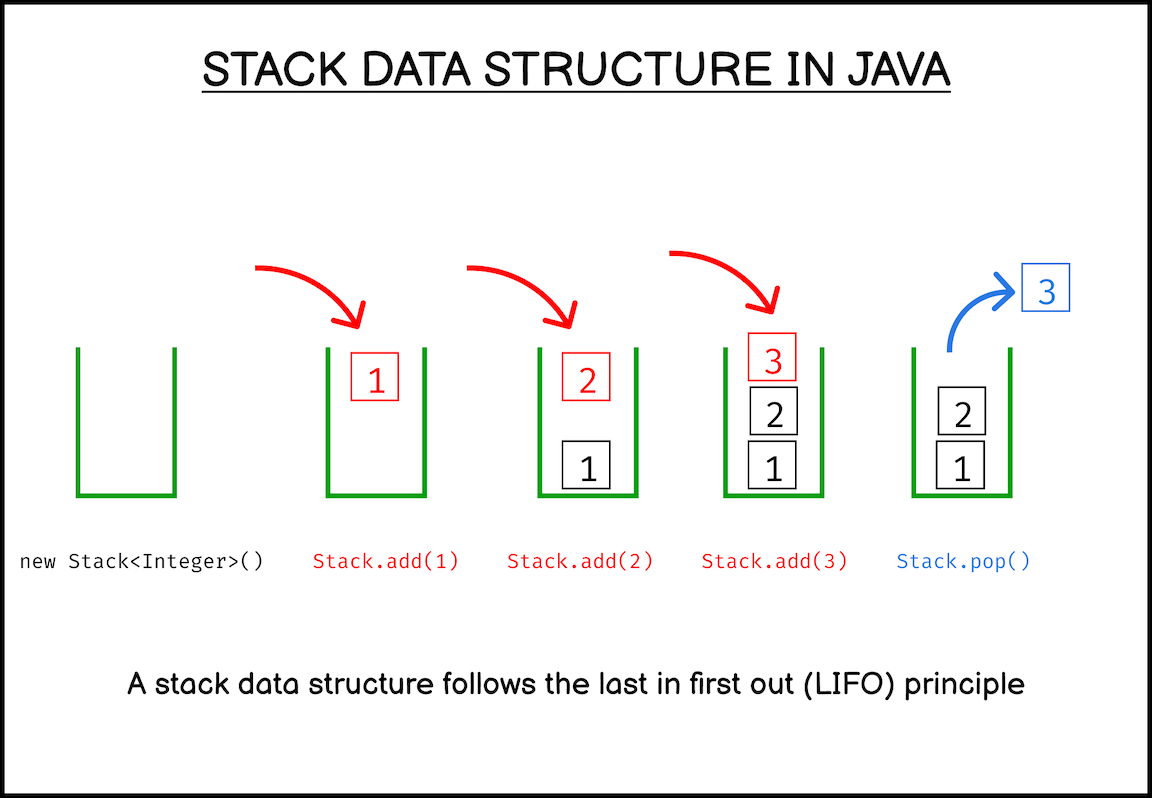 STACK DATA STRUCTURE IN JAVA
3
1
2
3
2
2
1
1
1
new Stack<Integer>()
Stack.add(1)
Stack.add(2)
Stack.add(3)
Stack.pop()
A stack data structure follows the last in first out (LIFO) principle